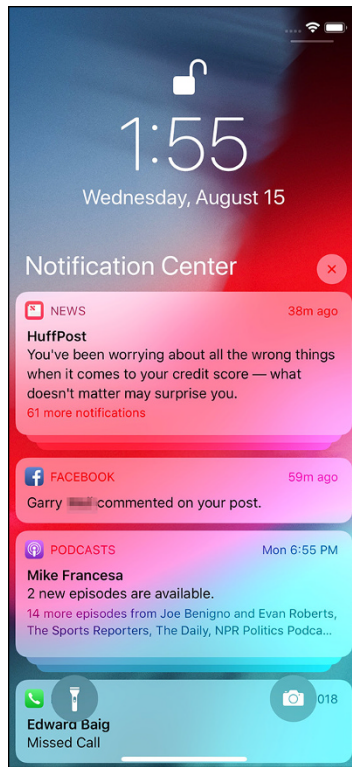 1:55
Wednesday, August 15
Notification Center
NEWS 38m ago
HuffPost
You've been worrying about all the wrong things
when it comes to your credit score — what
doesn't matter may surprise you.
61 more notifications
FACEBOOK 59m ago
Garry commented on your post.
PODCASTS Mon 6:55 PM
Mike Francesa
2 new episodes are available.
14 more episodes from Joe Benigno and Evan Roberts,
The Sports Reporters, The Daily, NPR Politics Podca...
018
Edward Baig
Missed Call